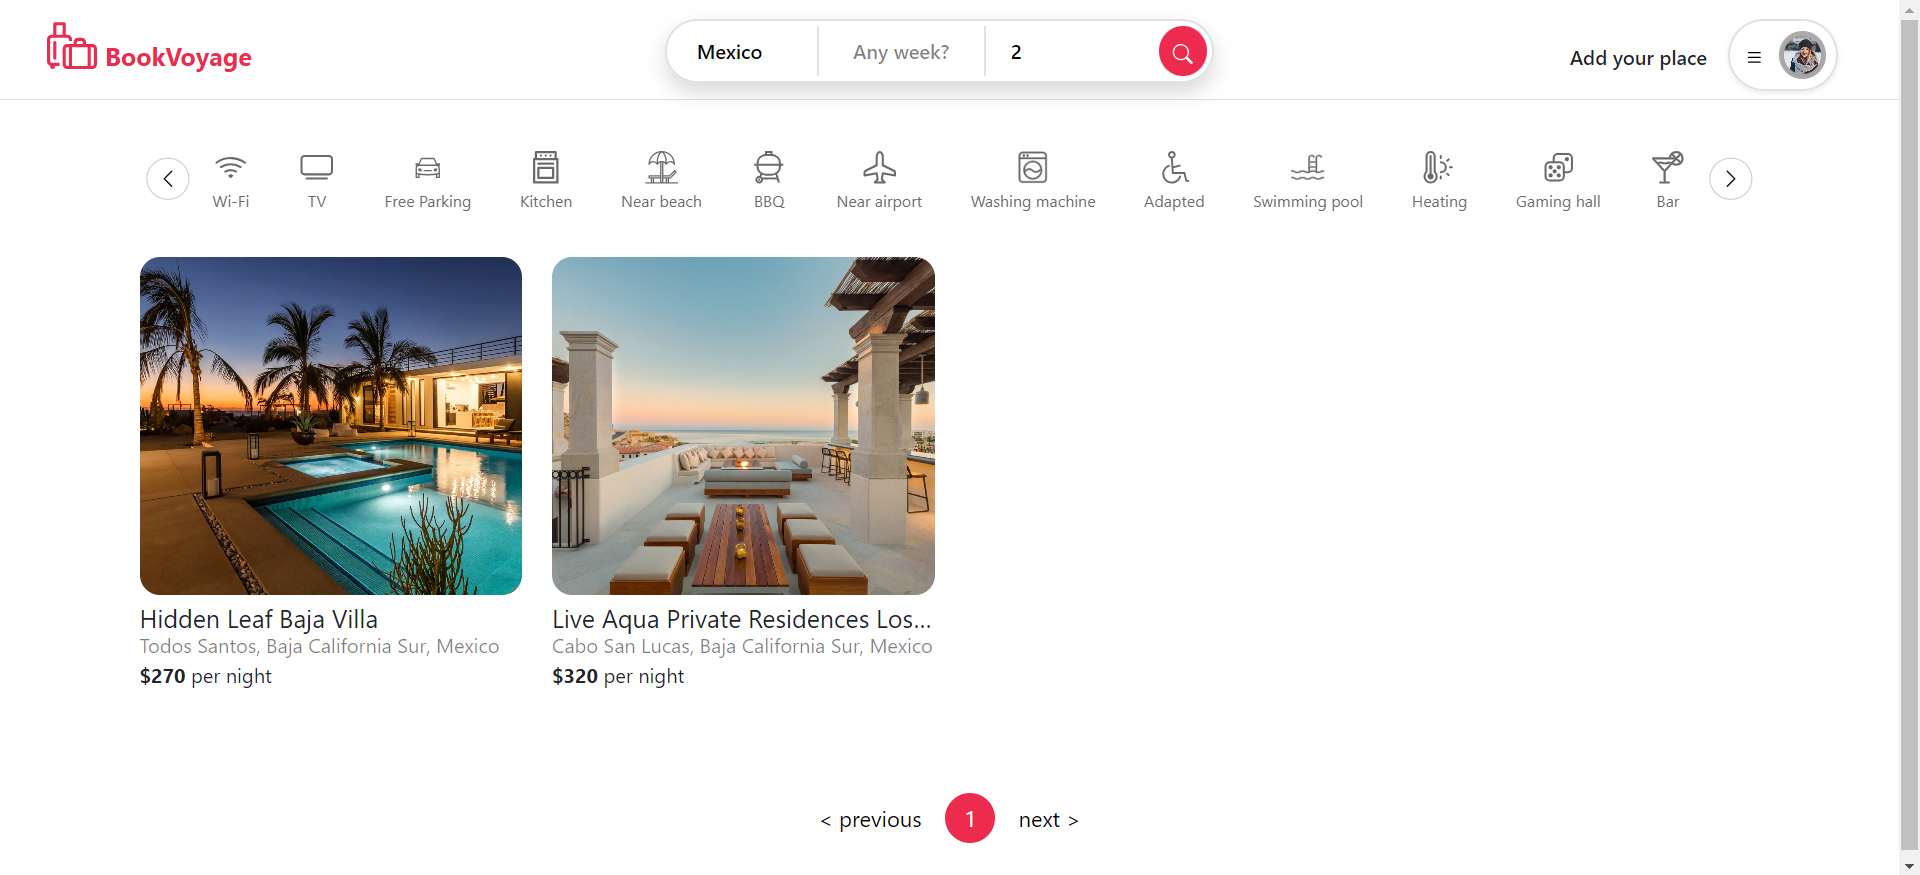 BookVoyage
Mexico
Any week?
2
Add your place
Wi-Fi
TV
Free Parking
Kitchen
Near beach
BBQ
Near airport
Washing machine
Adapted
Swimming pool
Heating
Gaming hall
Bar
Hidden Leaf Baja Villa
Todos Santos, Baja California Sur, Mexico
$270 per night
Live Aqua Private Residences Los...
Cabo San Lucas, Baja California Sur, Mexico
$320 per night
< previous
1
next >